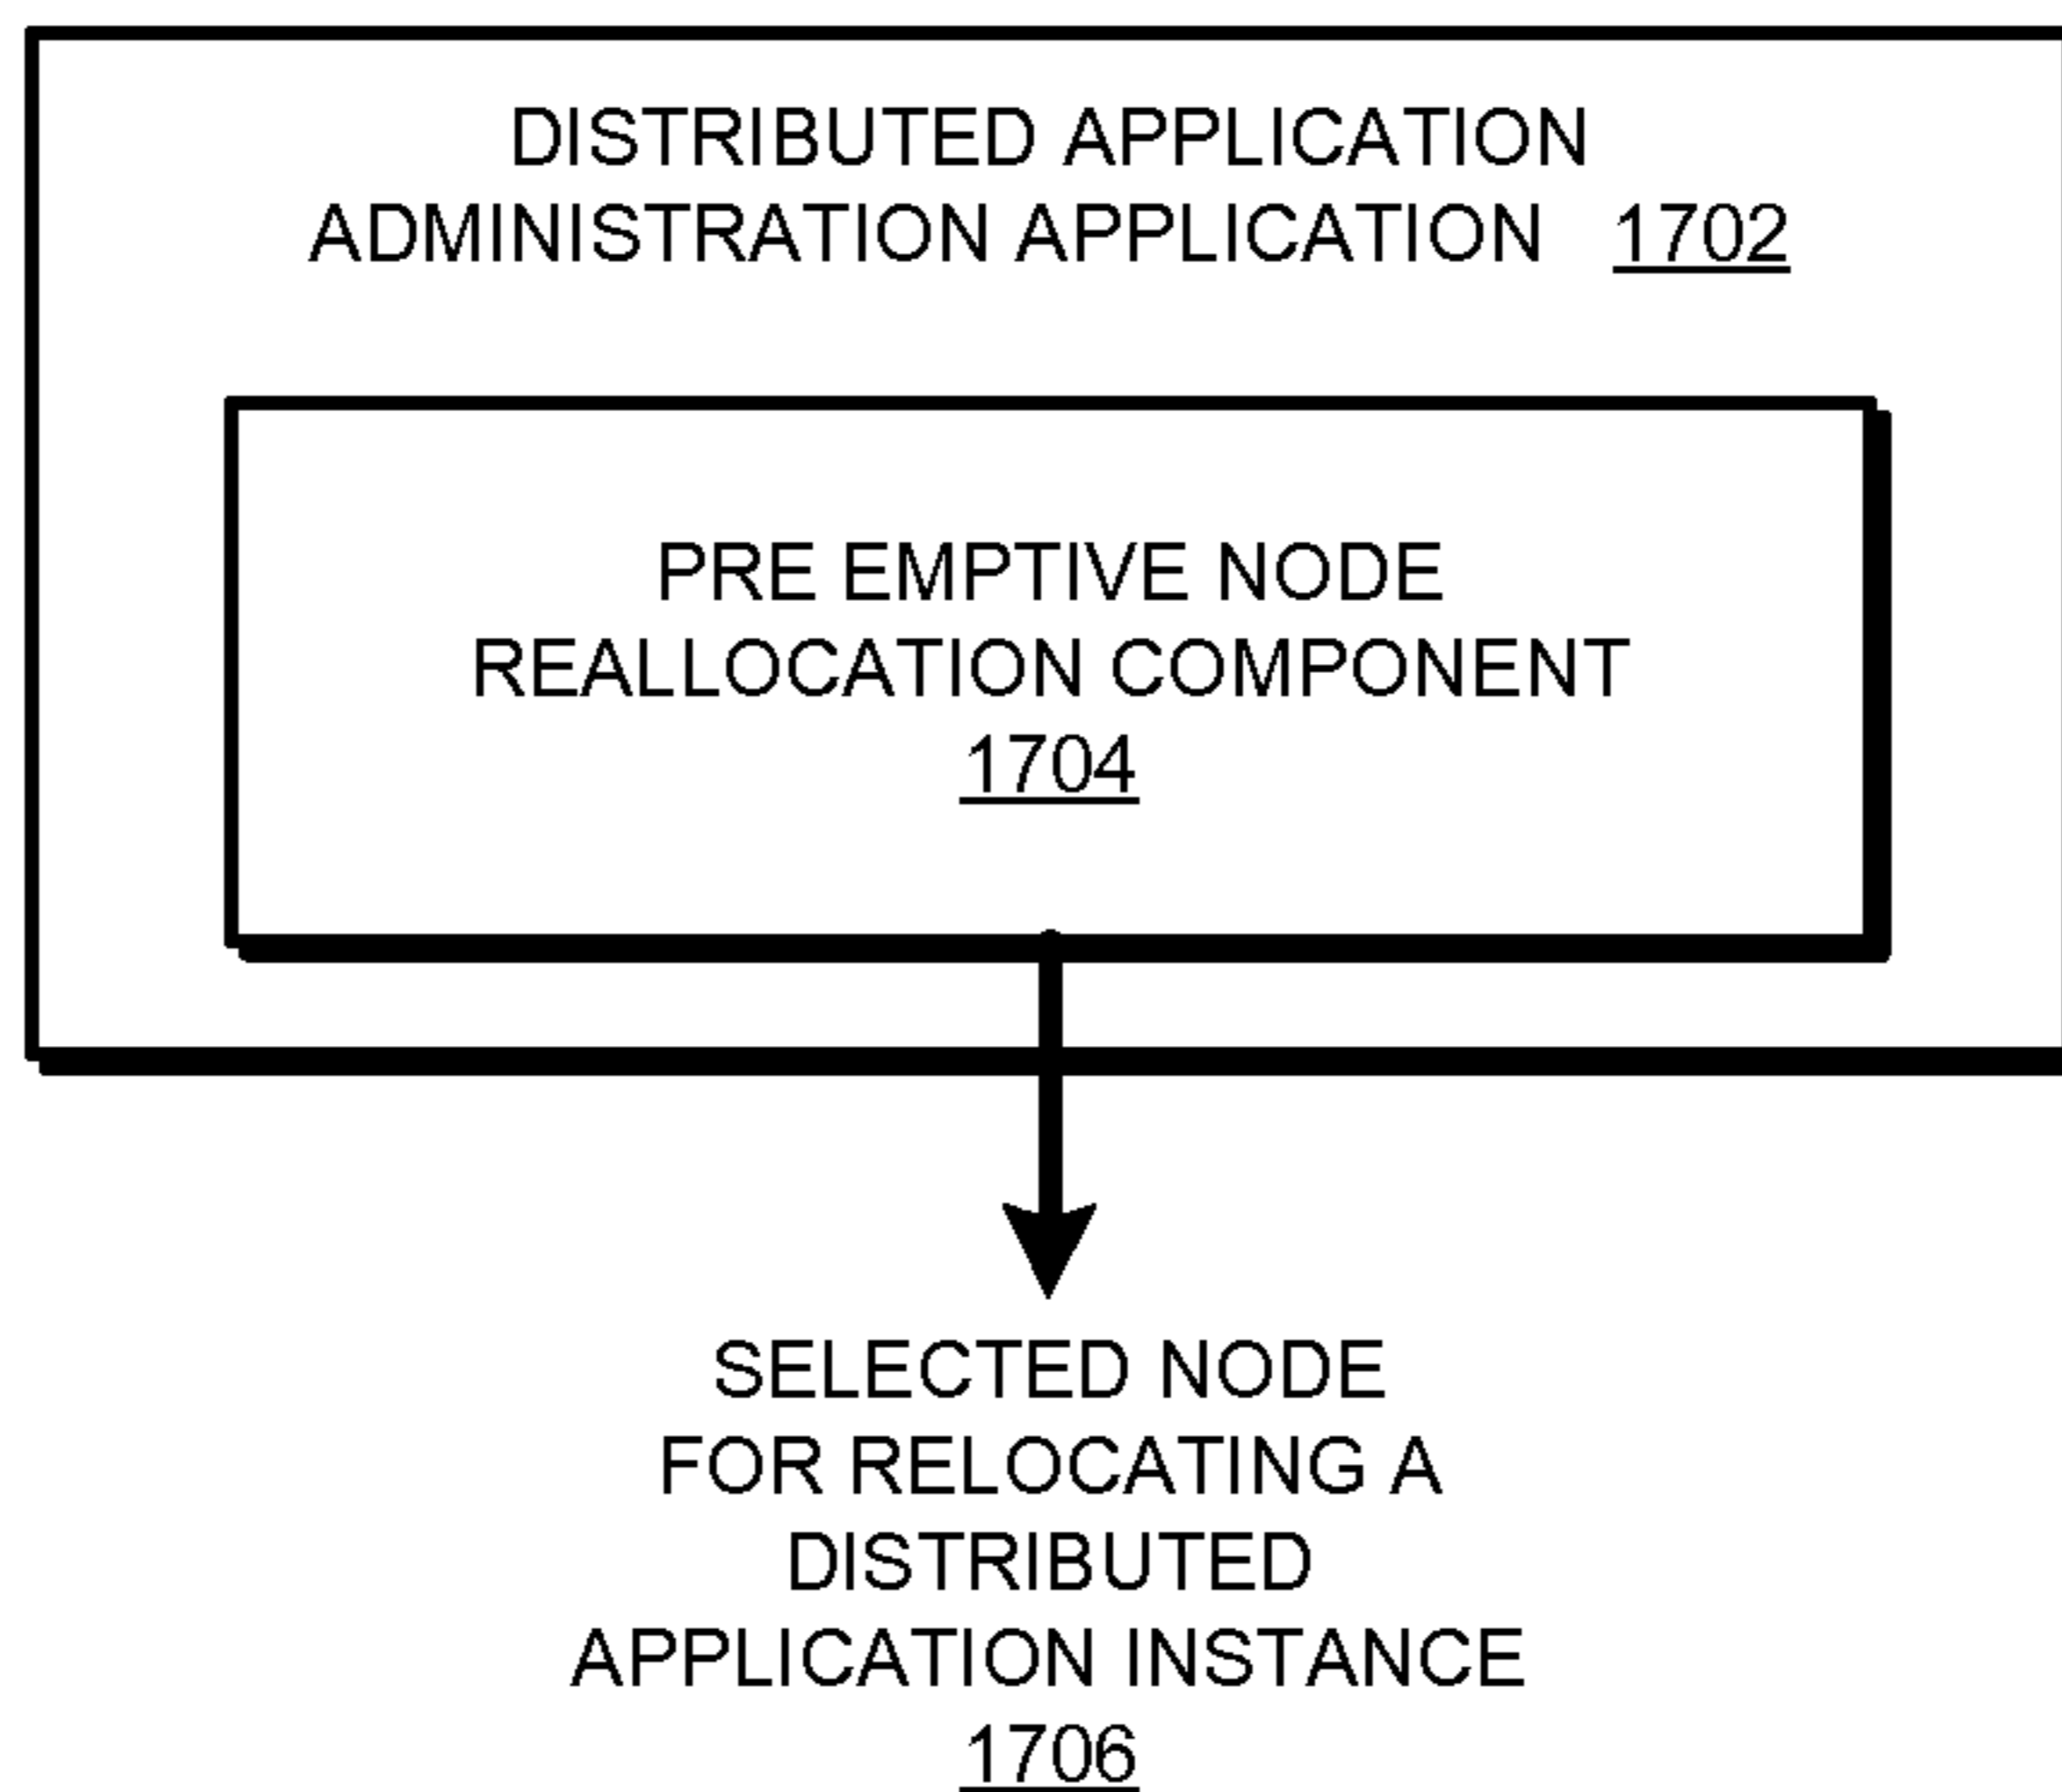 DISTRIBUTED APPLICATION
ADMINISTRATION APPLICATION 1702
PRE EMPTIVE NODE
REALLOCATION COMPONENT
1704
SELECTED NODE
FOR RELOCATING A
DISTRIBUTED
APPLICATION INSTANCE
1706